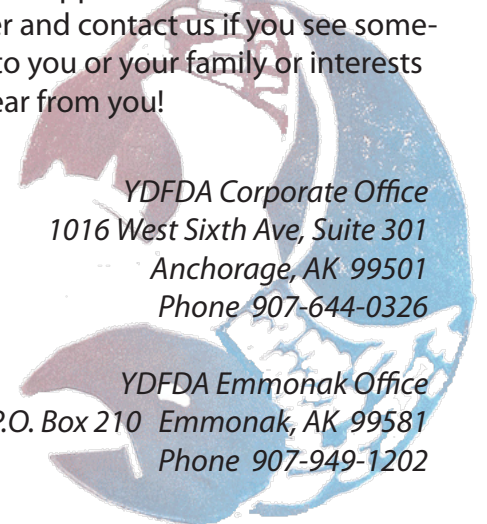 er and contact us if you see some-
to you or your family or interests
ear from you!
YDFDA Corporate Office
1016 West Sixth Ave, Suite 301
Anchorage, AK 99501
Phone 907-644-0326
YDFDA Emmonak Office
P.O. Box 210 Emmonak, AK 99581
Phone 907-949-1202